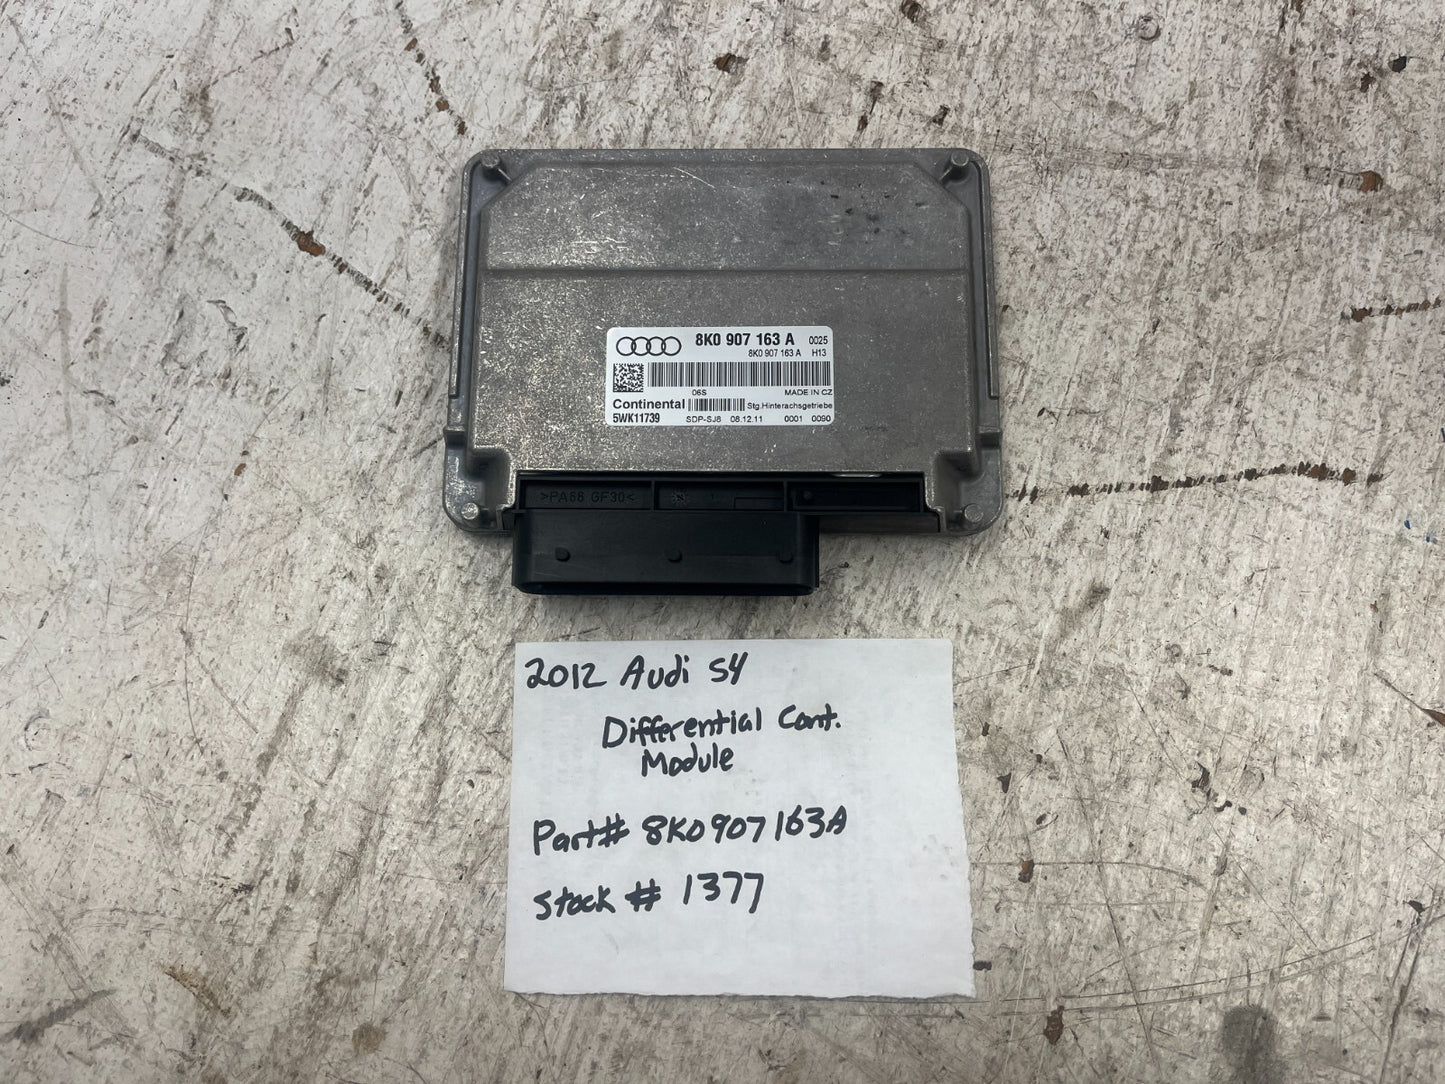 8K0 907 163 A 0025
8K0 907 163 A H13
06S MADE IN CZ
Continental Stg.Hinterachsgetriebe
5WK11739 SDP-SJ8 08.12.11 0001 0090
>PA66 GF30<
2012 Audi S4
Differential Cont.
Module
Part# 8K0907163A
Stock # 1377